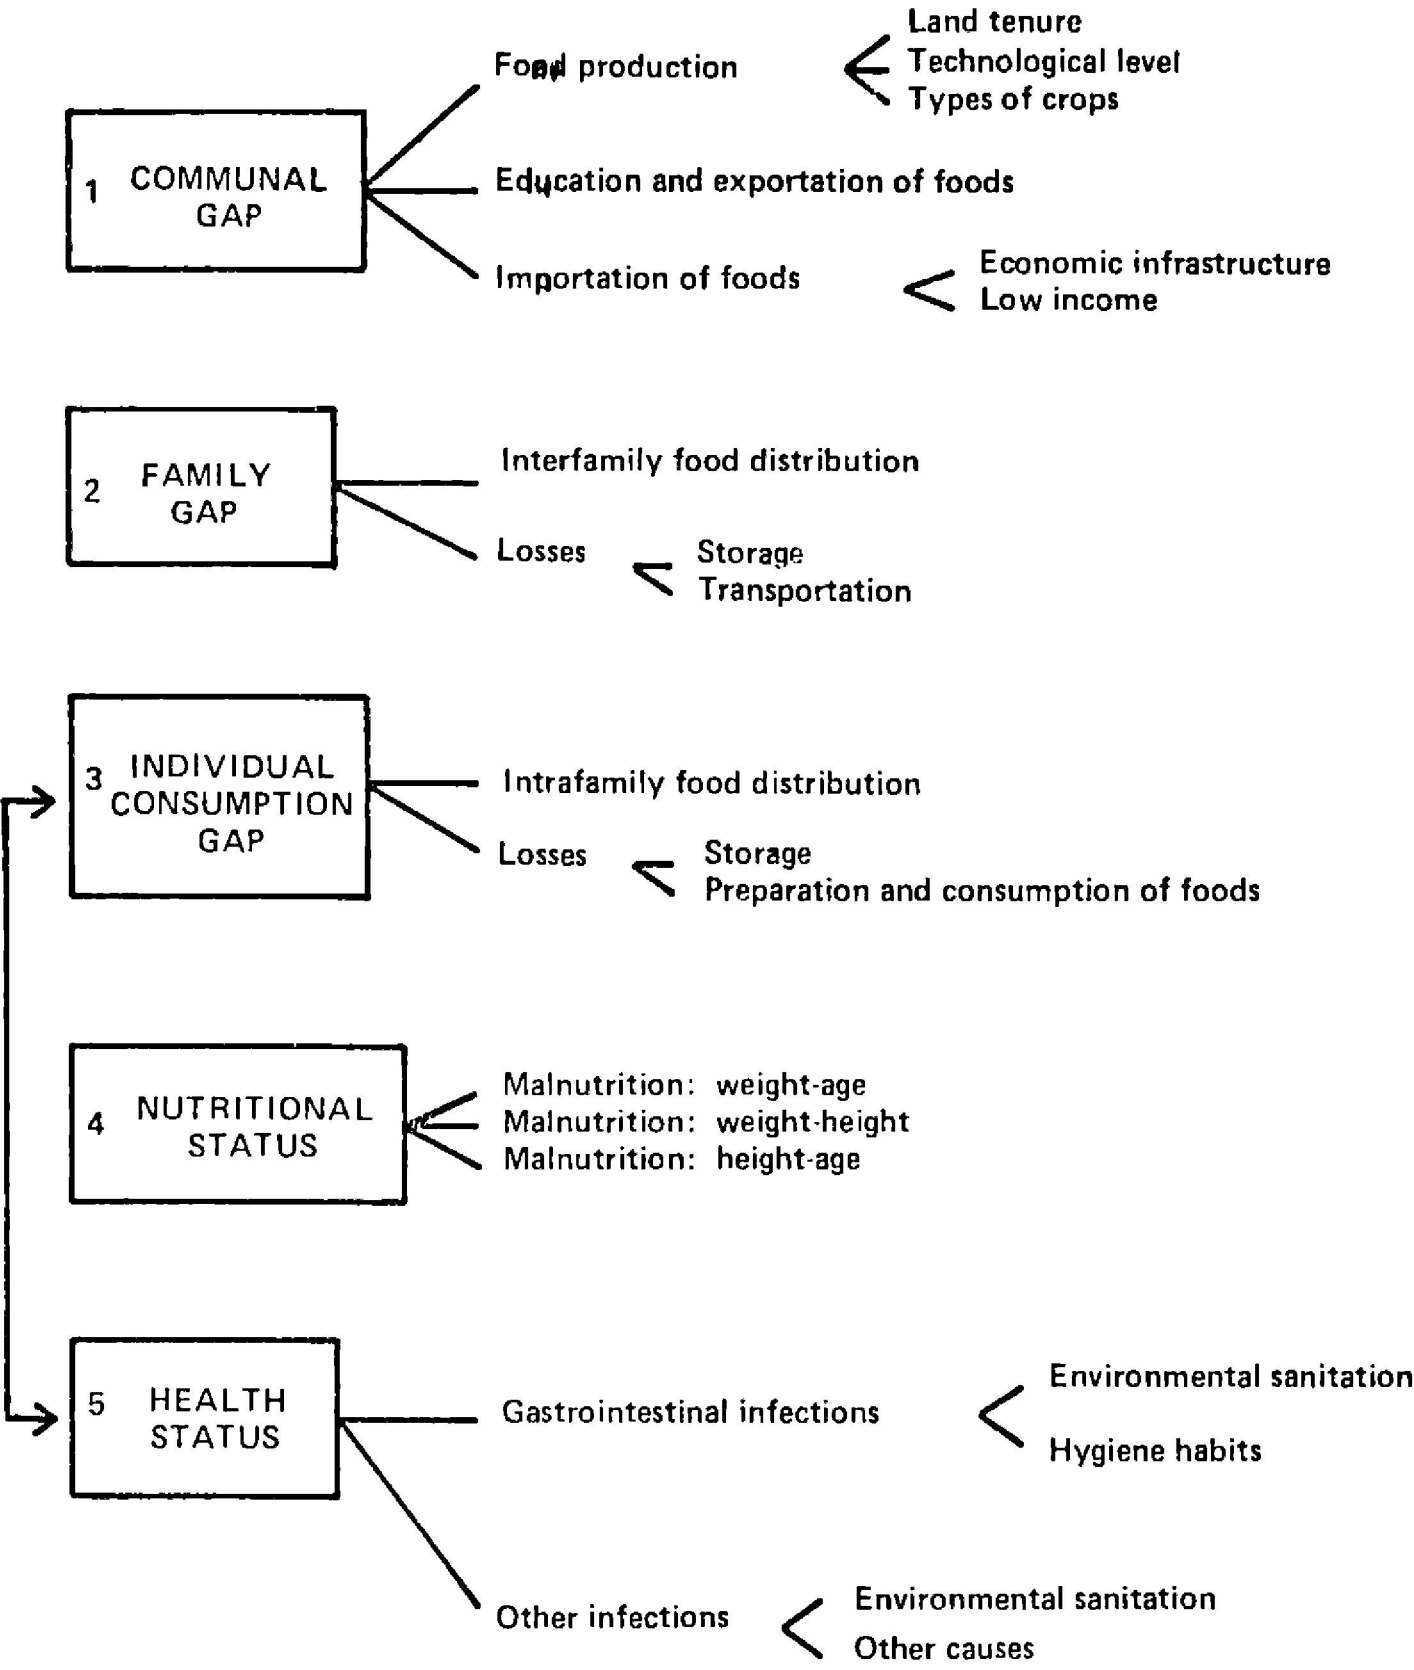 Food production
Land tenure
Technological level
Types of crops
1 COMMUNAL
GAP
Education and exportation of foods
Importation of foods
Economic infrastructure
Low income
2 FAMILY
GAP
Interfamily food distribution
Losses
Storage
Transportation
3 INDIVIDUAL
CONSUMPTION
GAP
Intrafamily food distribution
Losses
Storage
Preparation and consumption of foods
4 NUTRITIONAL
STATUS
Malnutrition: weight-age
Malnutrition: weight-height
Malnutrition: height-age
5 HEALTH
STATUS
Gastrointestinal infections
Environmental sanitation
Hygiene habits
Other infections
Environmental sanitation
Other causes